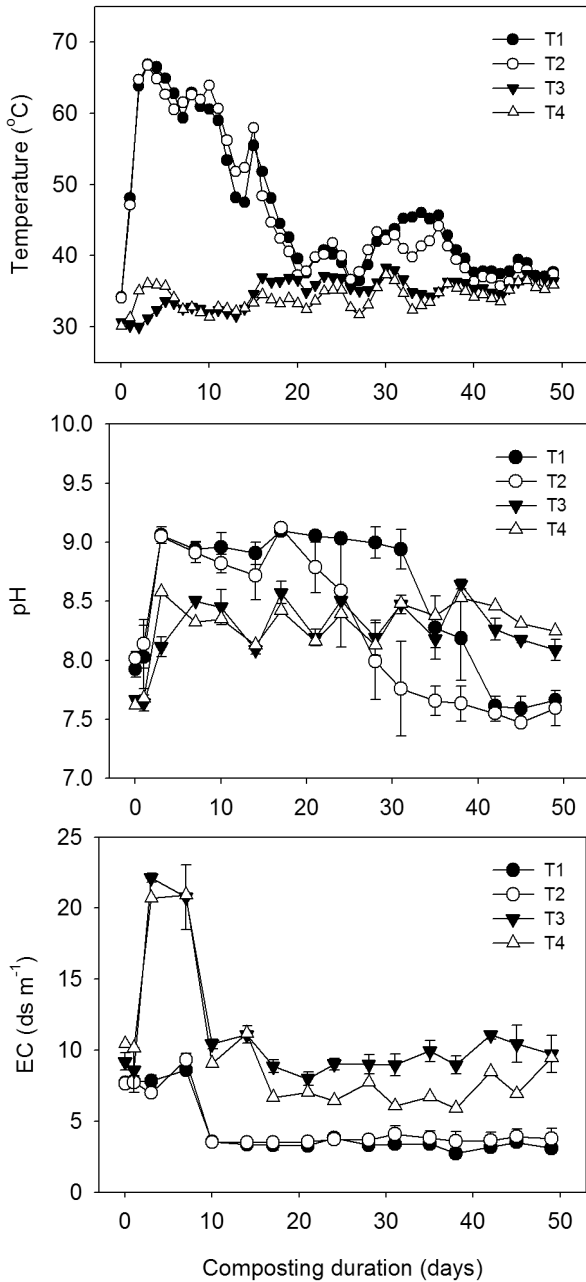 70
60
50
40
30
Temperature (°C)
T1
T2
T3
T4
0 10 20 30 40 50
10.0
9.5
9.0
8.5
8.0
7.5
7.0
pH
T1
T2
T3
T4
0 10 20 30 40 50
25
20
15
10
5
0
EC (ds m⁻¹)
T1
T2
T3
T4
0 10 20 30 40 50
Composting duration (days)